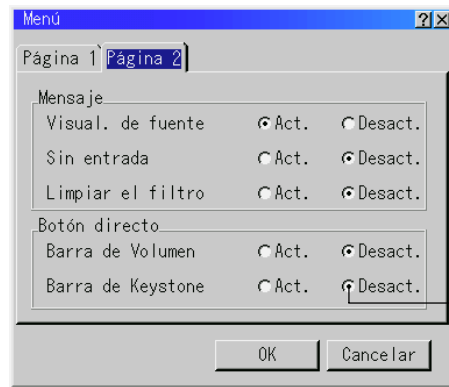 Menú
Página 1 Página 2
Mensaje
Visual. de fuente Act. Desact.
Sin entrada Act. Desact.
Limpiar el filtro Act. Desact.
Botón directo
Barra de Volumen Act. Desact.
Barra de Keystone Act. Desact.
OK Cancelar